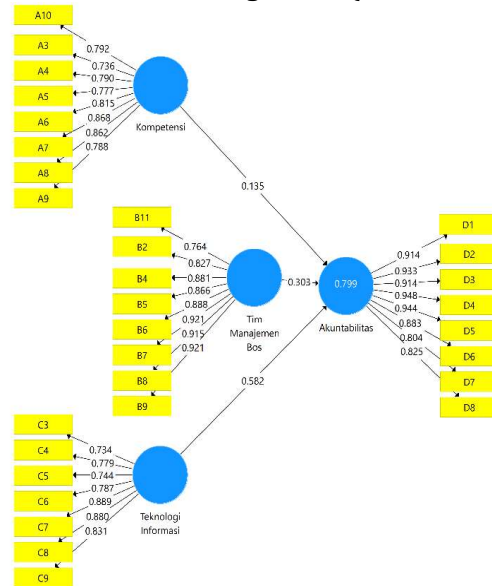 A10
A3
A4
A5
A6
A7
A8
A9
0.792
0.736
0.790
0.777
0.815
0.868
0.862
0.788
Kompetensi
0.135
B11
B2
B4
B5
B6
B7
B8
B9
0.764
0.827
0.881
0.866
0.888
0.921
0.915
0.921
Tim
Manajemen
Bos
0.303
0.799
Akuntabilitas
0.914
0.933
0.914
0.948
0.944
0.883
0.804
0.825
D1
D2
D3
D4
D5
D6
D7
D8
0.582
C3
C4
C5
C6
C7
C8
C9
0.734
0.779
0.744
0.787
0.889
0.880
0.831
Teknologi
Informasi